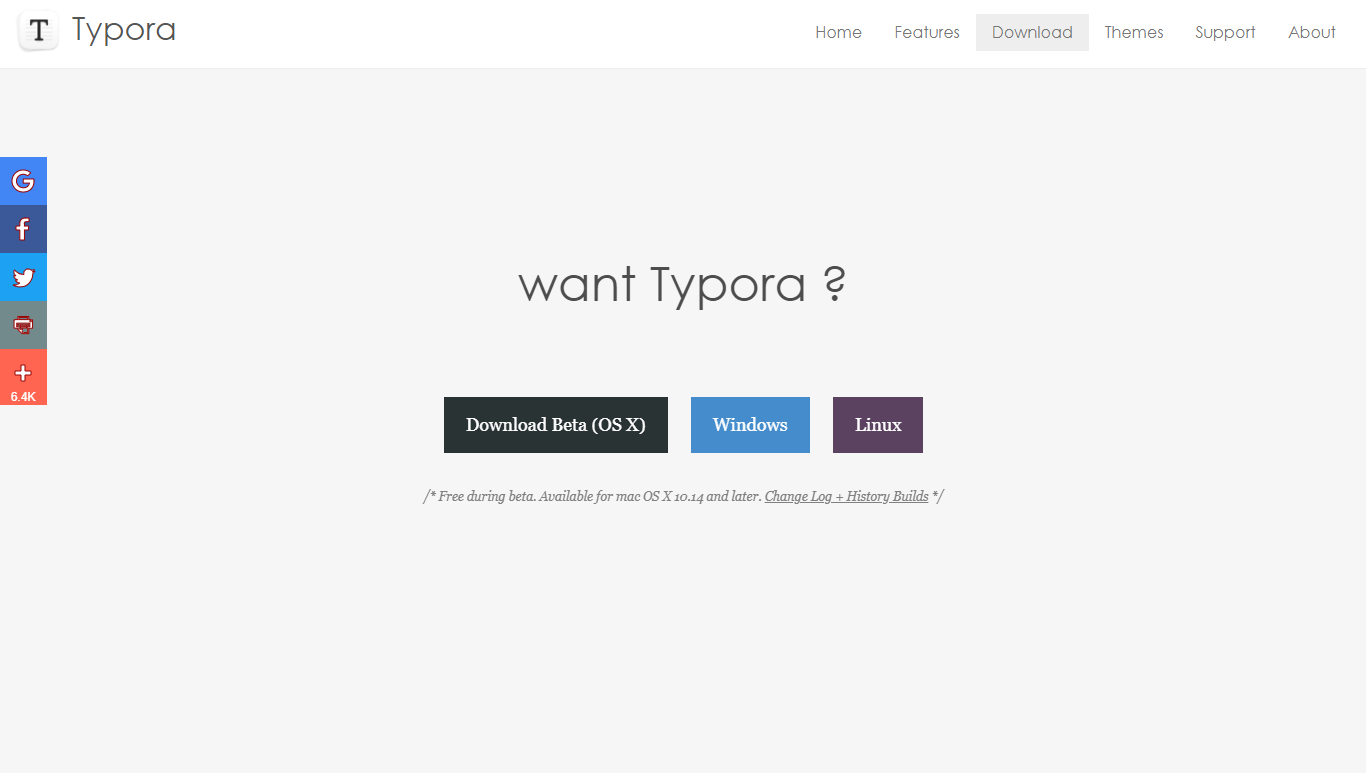 T Typora
Home Features Download Themes Support About
want Typora ?
Download Beta (OS X) Windows Linux
/* Free during beta. Available for mac OS X 10.14 and later. Change Log + History Builds */
6.4K